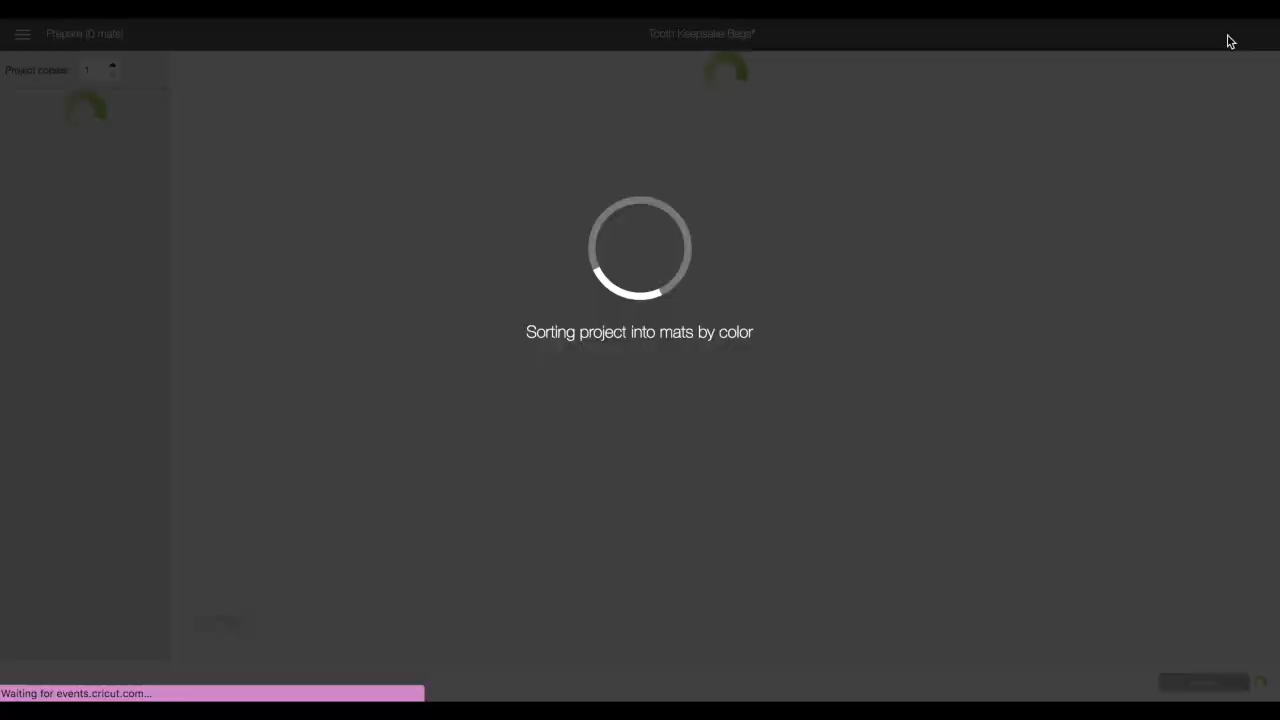 Prepare (0 mats)
Tooth Keepsake Bags*
Project copies: 1
Sorting project into mats by color
Waiting for events.cricut.com...